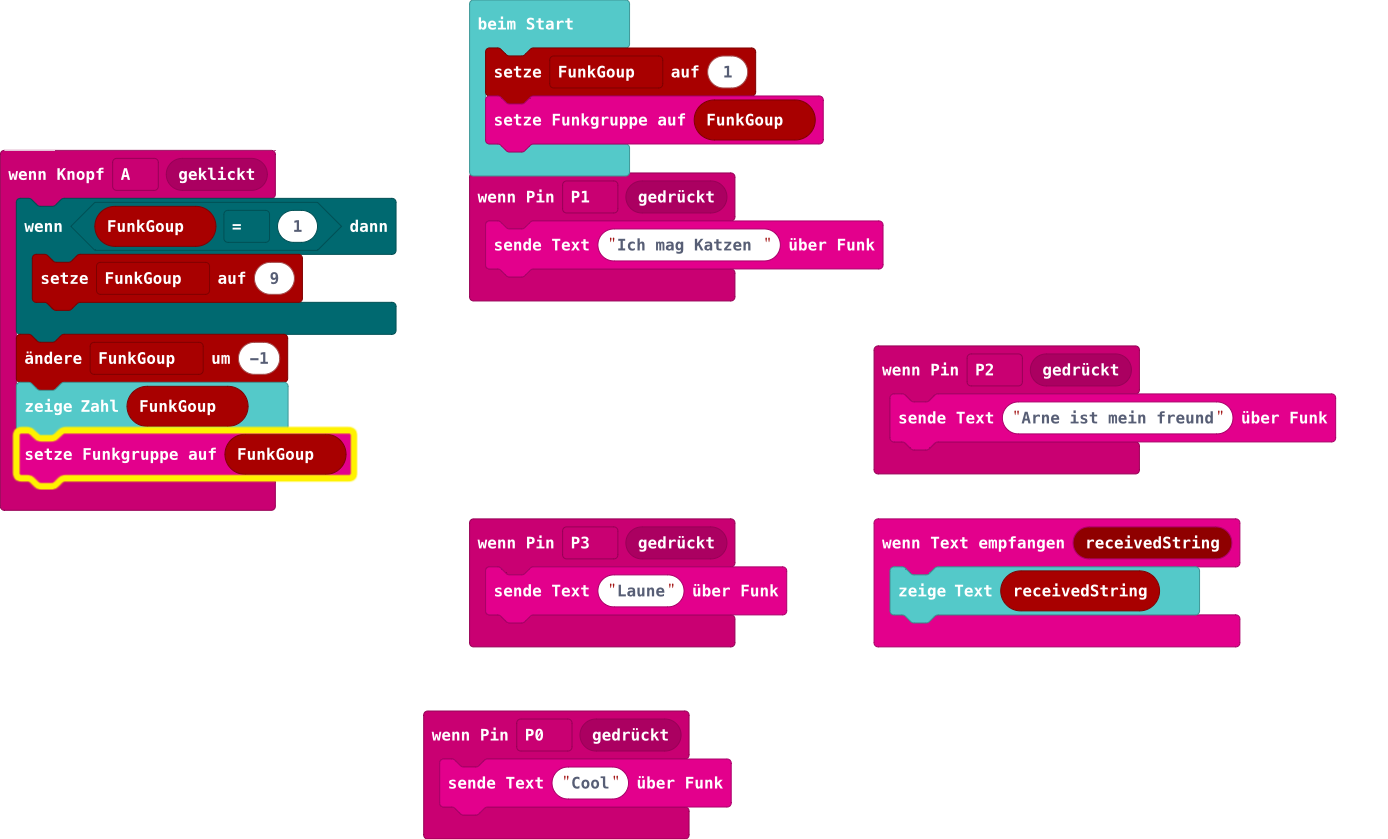 beim Start
setze FunkGoup auf 1
setze Funkgruppe auf FunkGoup
wenn Knopf A geklickt
wenn FunkGoup = 1 dann
setze FunkGoup auf 9
ändere FunkGoup um −1
zeige Zahl FunkGoup
setze Funkgruppe auf FunkGoup
wenn Pin P1 gedrückt
sende Text "Ich mag Katzen " über Funk
wenn Pin P2 gedrückt
sende Text "Arne ist mein freund" über Funk
wenn Pin P3 gedrückt
sende Text "Laune" über Funk
wenn Text empfangen receivedString
zeige Text receivedString
wenn Pin P0 gedrückt
sende Text "Cool" über Funk